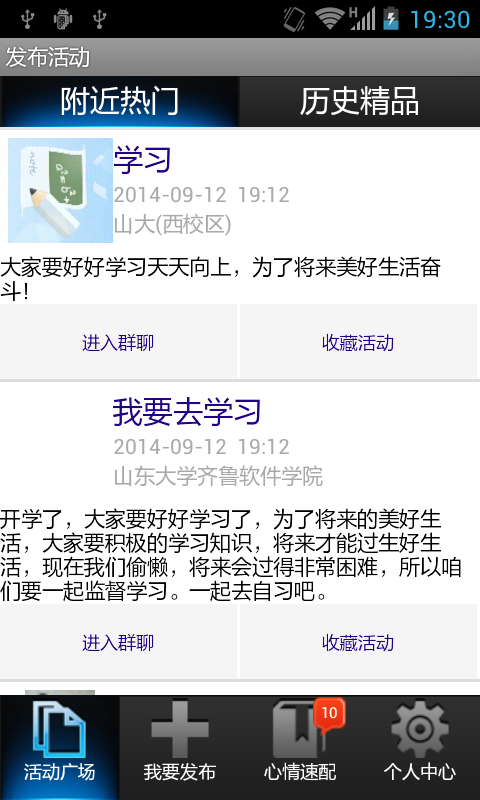 H 19:30
发布活动
附近热门 历史精品
学习
2014-09-12 19:12
山大(西校区)
大家要好好学习天天向上，为了将来美好生活奋
斗！
进入群聊 收藏活动
我要去学习
2014-09-12 19:12
山东大学齐鲁软件学院
开学了，大家要好好学习了，为了将来的美好生
活，大家要积极的学习知识，将来才能过生好生
活，现在我们偷懒，将来会过得非常困难，所以咱
们要一起监督学习。一起去自习吧。
进入群聊 收藏活动
10
活动广场 我要发布 心情速配 个人中心